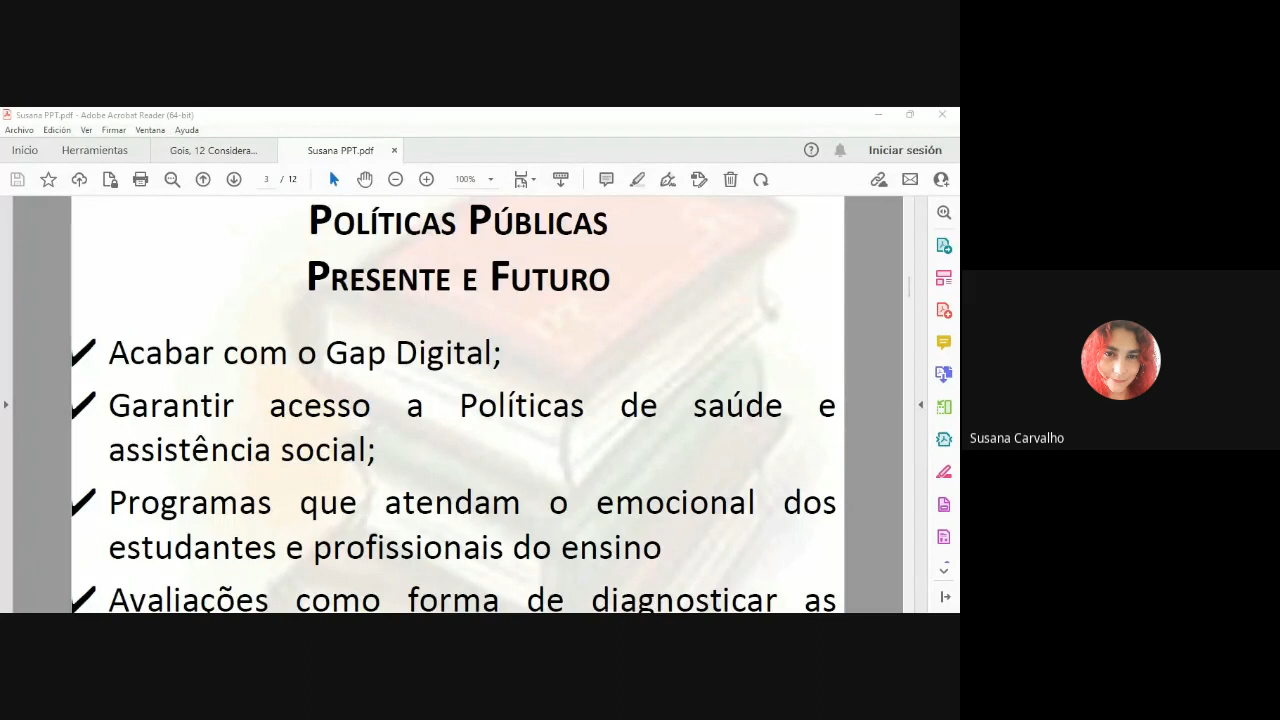 Susana PPT.pdf - Adobe Acrobat Reader (64-bit)
Archivo Edición Ver Firmar Ventana Ayuda
Inicio Herramientas Gois, 12 Considera... Susana PPT.pdf × Iniciar sesión
3 / 12 100%
POLÍTICAS PÚBLICAS
PRESENTE E FUTURO
✓ Acabar com o Gap Digital;
✓ Garantir acesso a Políticas de saúde e
assistência social;
✓ Programas que atendam o emocional dos
estudantes e profissionais do ensino
✓ Avaliações como forma de diagnosticar as
Susana Carvalho